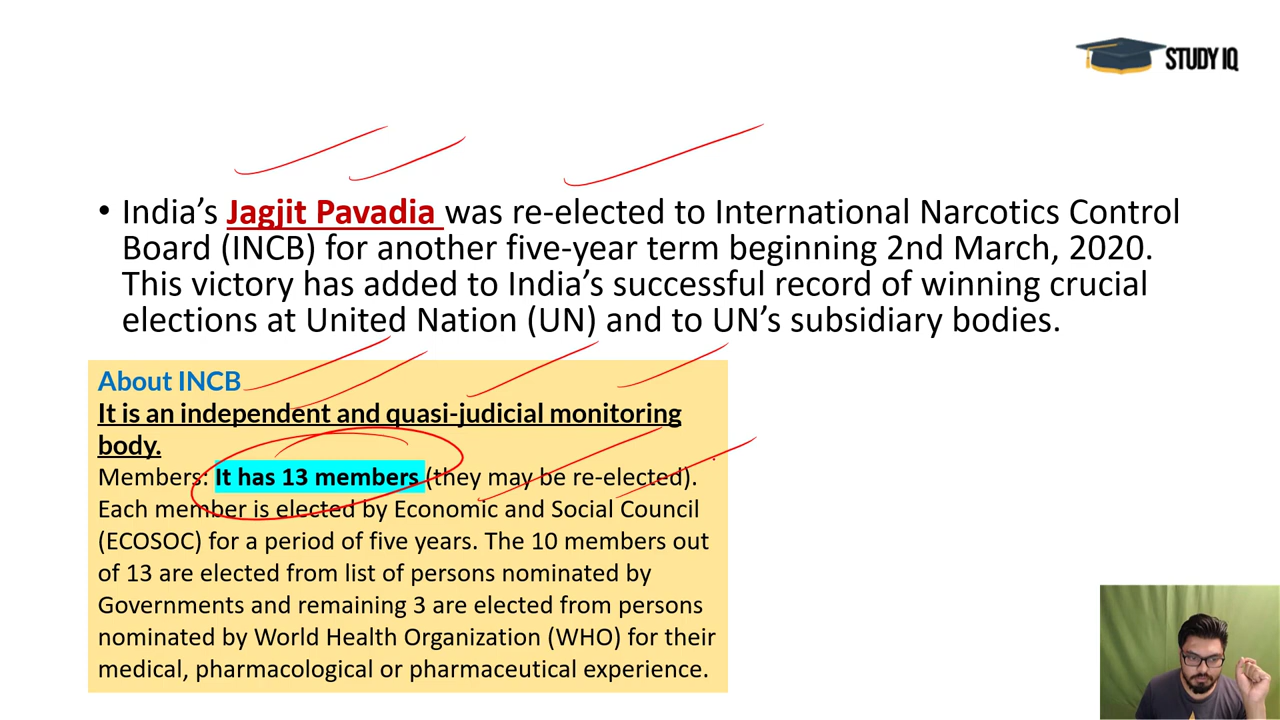 STUDY IQ
• India's Jagjit Pavadia was re-elected to International Narcotics Control
Board (INCB) for another five-year term beginning 2nd March, 2020.
This victory has added to India's successful record of winning crucial
elections at United Nation (UN) and to UN's subsidiary bodies.
About INCB
It is an independent and quasi-judicial monitoring
body.
Members: It has 13 members (they may be re-elected).
Each member is elected by Economic and Social Council
(ECOSOC) for a period of five years. The 10 members out
of 13 are elected from list of persons nominated by
Governments and remaining 3 are elected from persons
nominated by World Health Organization (WHO) for their
medical, pharmacological or pharmaceutical experience.